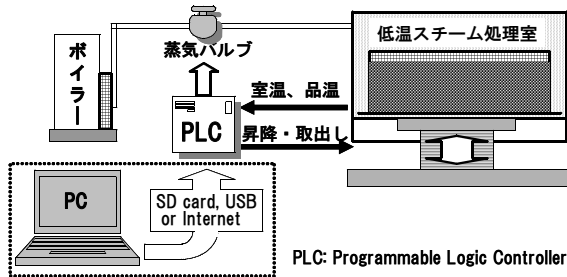 低温スチーム処理室
蒸気バルブ
ボイラー
室温、品温
PLC
昇降・取出し
PC
SD card, USB
or Internet
PLC: Programmable Logic Controller